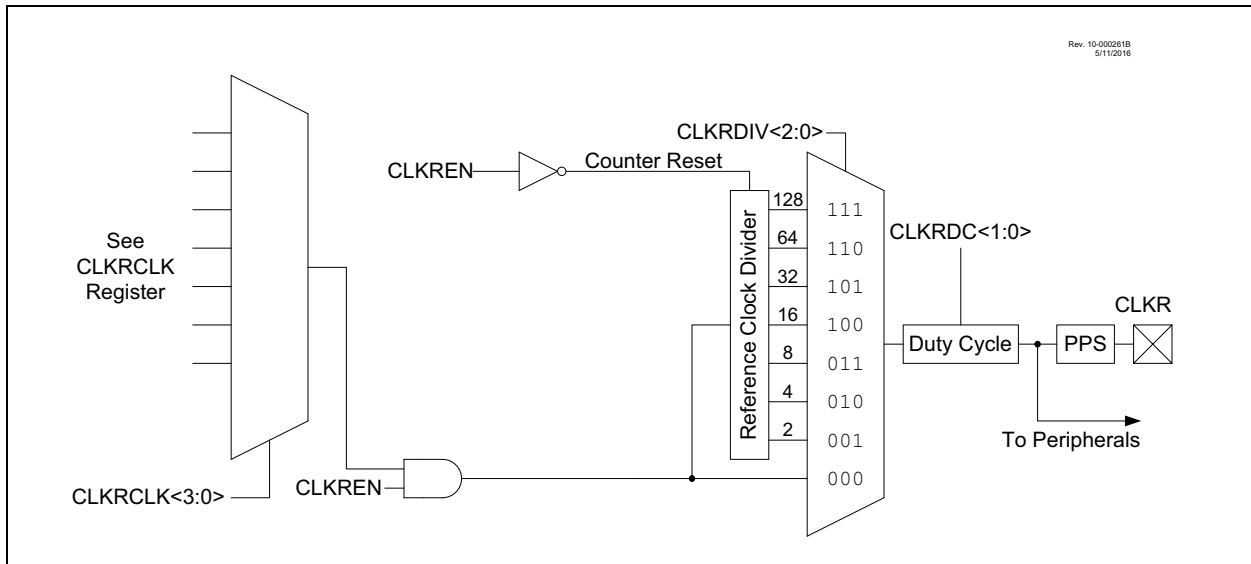 Rev. 10-000261B
5/11/2016
CLKRDIV<2:0>
CLKREN
Counter Reset
See
CLKRCLK
Register
Reference Clock Divider
128
64
32
16
8
4
2
111
110
101
100
011
010
001
000
CLKRDC<1:0>
CLKR
Duty Cycle
PPS
To Peripherals
CLKRCLK<3:0>
CLKREN